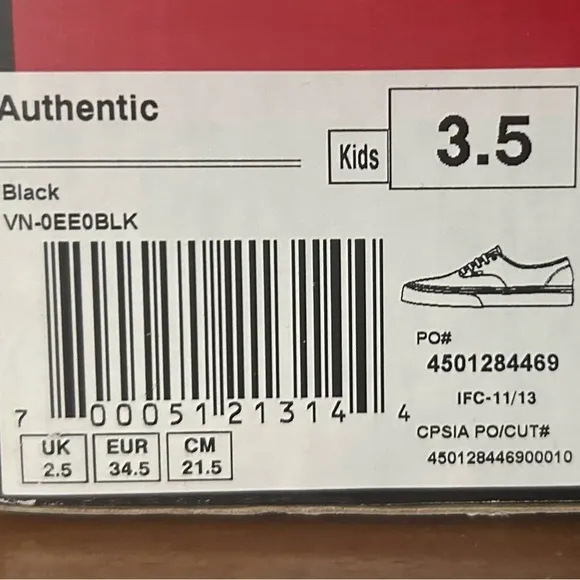 Authentic
Kids
3.5
Black
VN-0EE0BLK
PO#
4501284469
IFC-11/13
CPSIA PO/CUT#
450128446900010
7 00051 21314 4
UK
2.5
EUR
34.5
CM
21.5